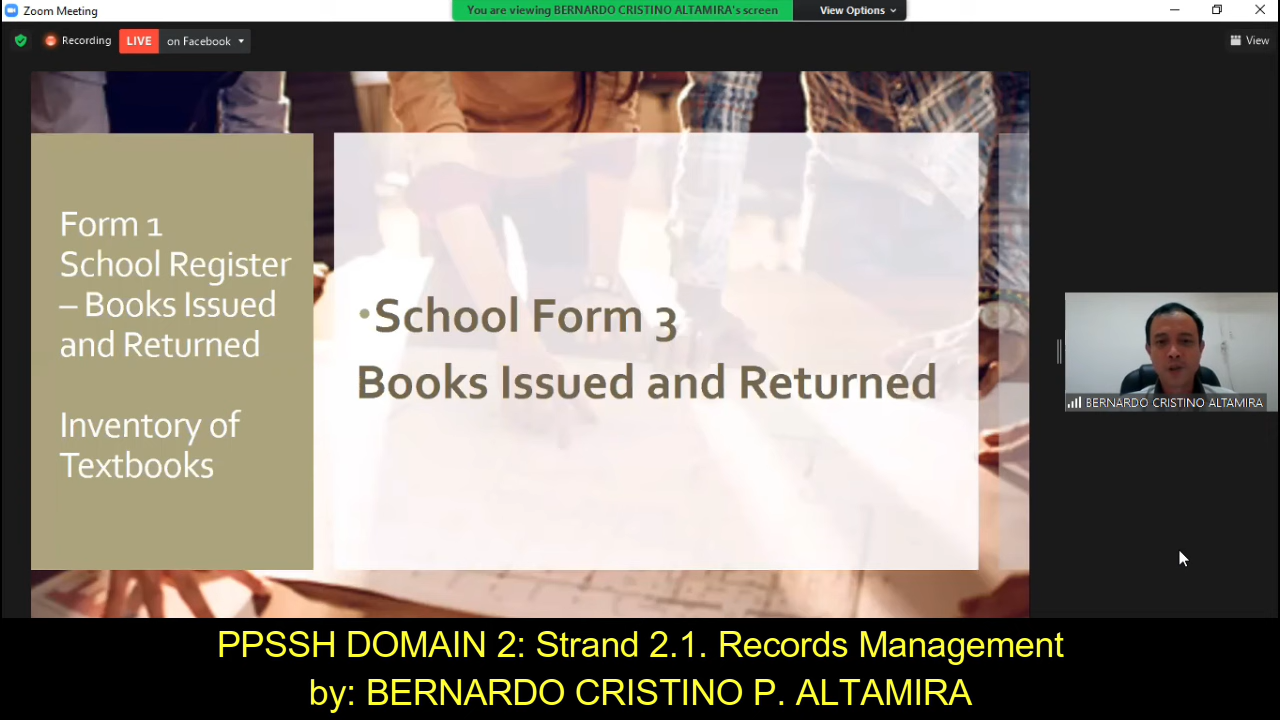 Zoom Meeting
You are viewing BERNARDO CRISTINO ALTAMIRA's screen
View Options
Recording
LIVE
on Facebook
View
Form 1
School Register
– Books Issued
and Returned
Inventory of
Textbooks
•School Form 3
Books Issued and Returned
BERNARDO CRISTINO ALTAMIRA
PPSSH DOMAIN 2: Strand 2.1. Records Management
by: BERNARDO CRISTINO P. ALTAMIRA